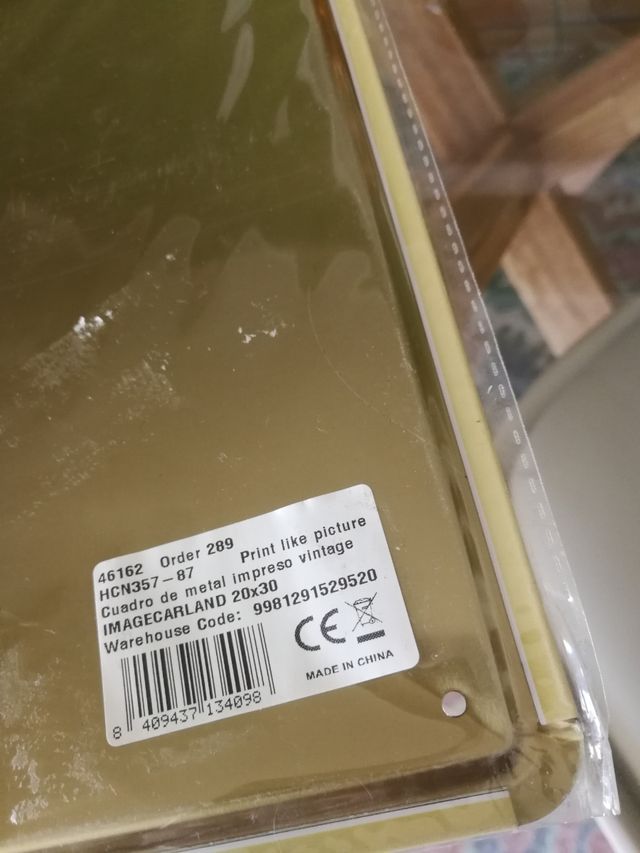 46162 Order 289
HCN357-87 Print like picture
Cuadro de metal impreso vintage
IMAGECARLAND 20x30
Warehouse Code: 9981291529520
CE
MADE IN CHINA
8 409437 134098